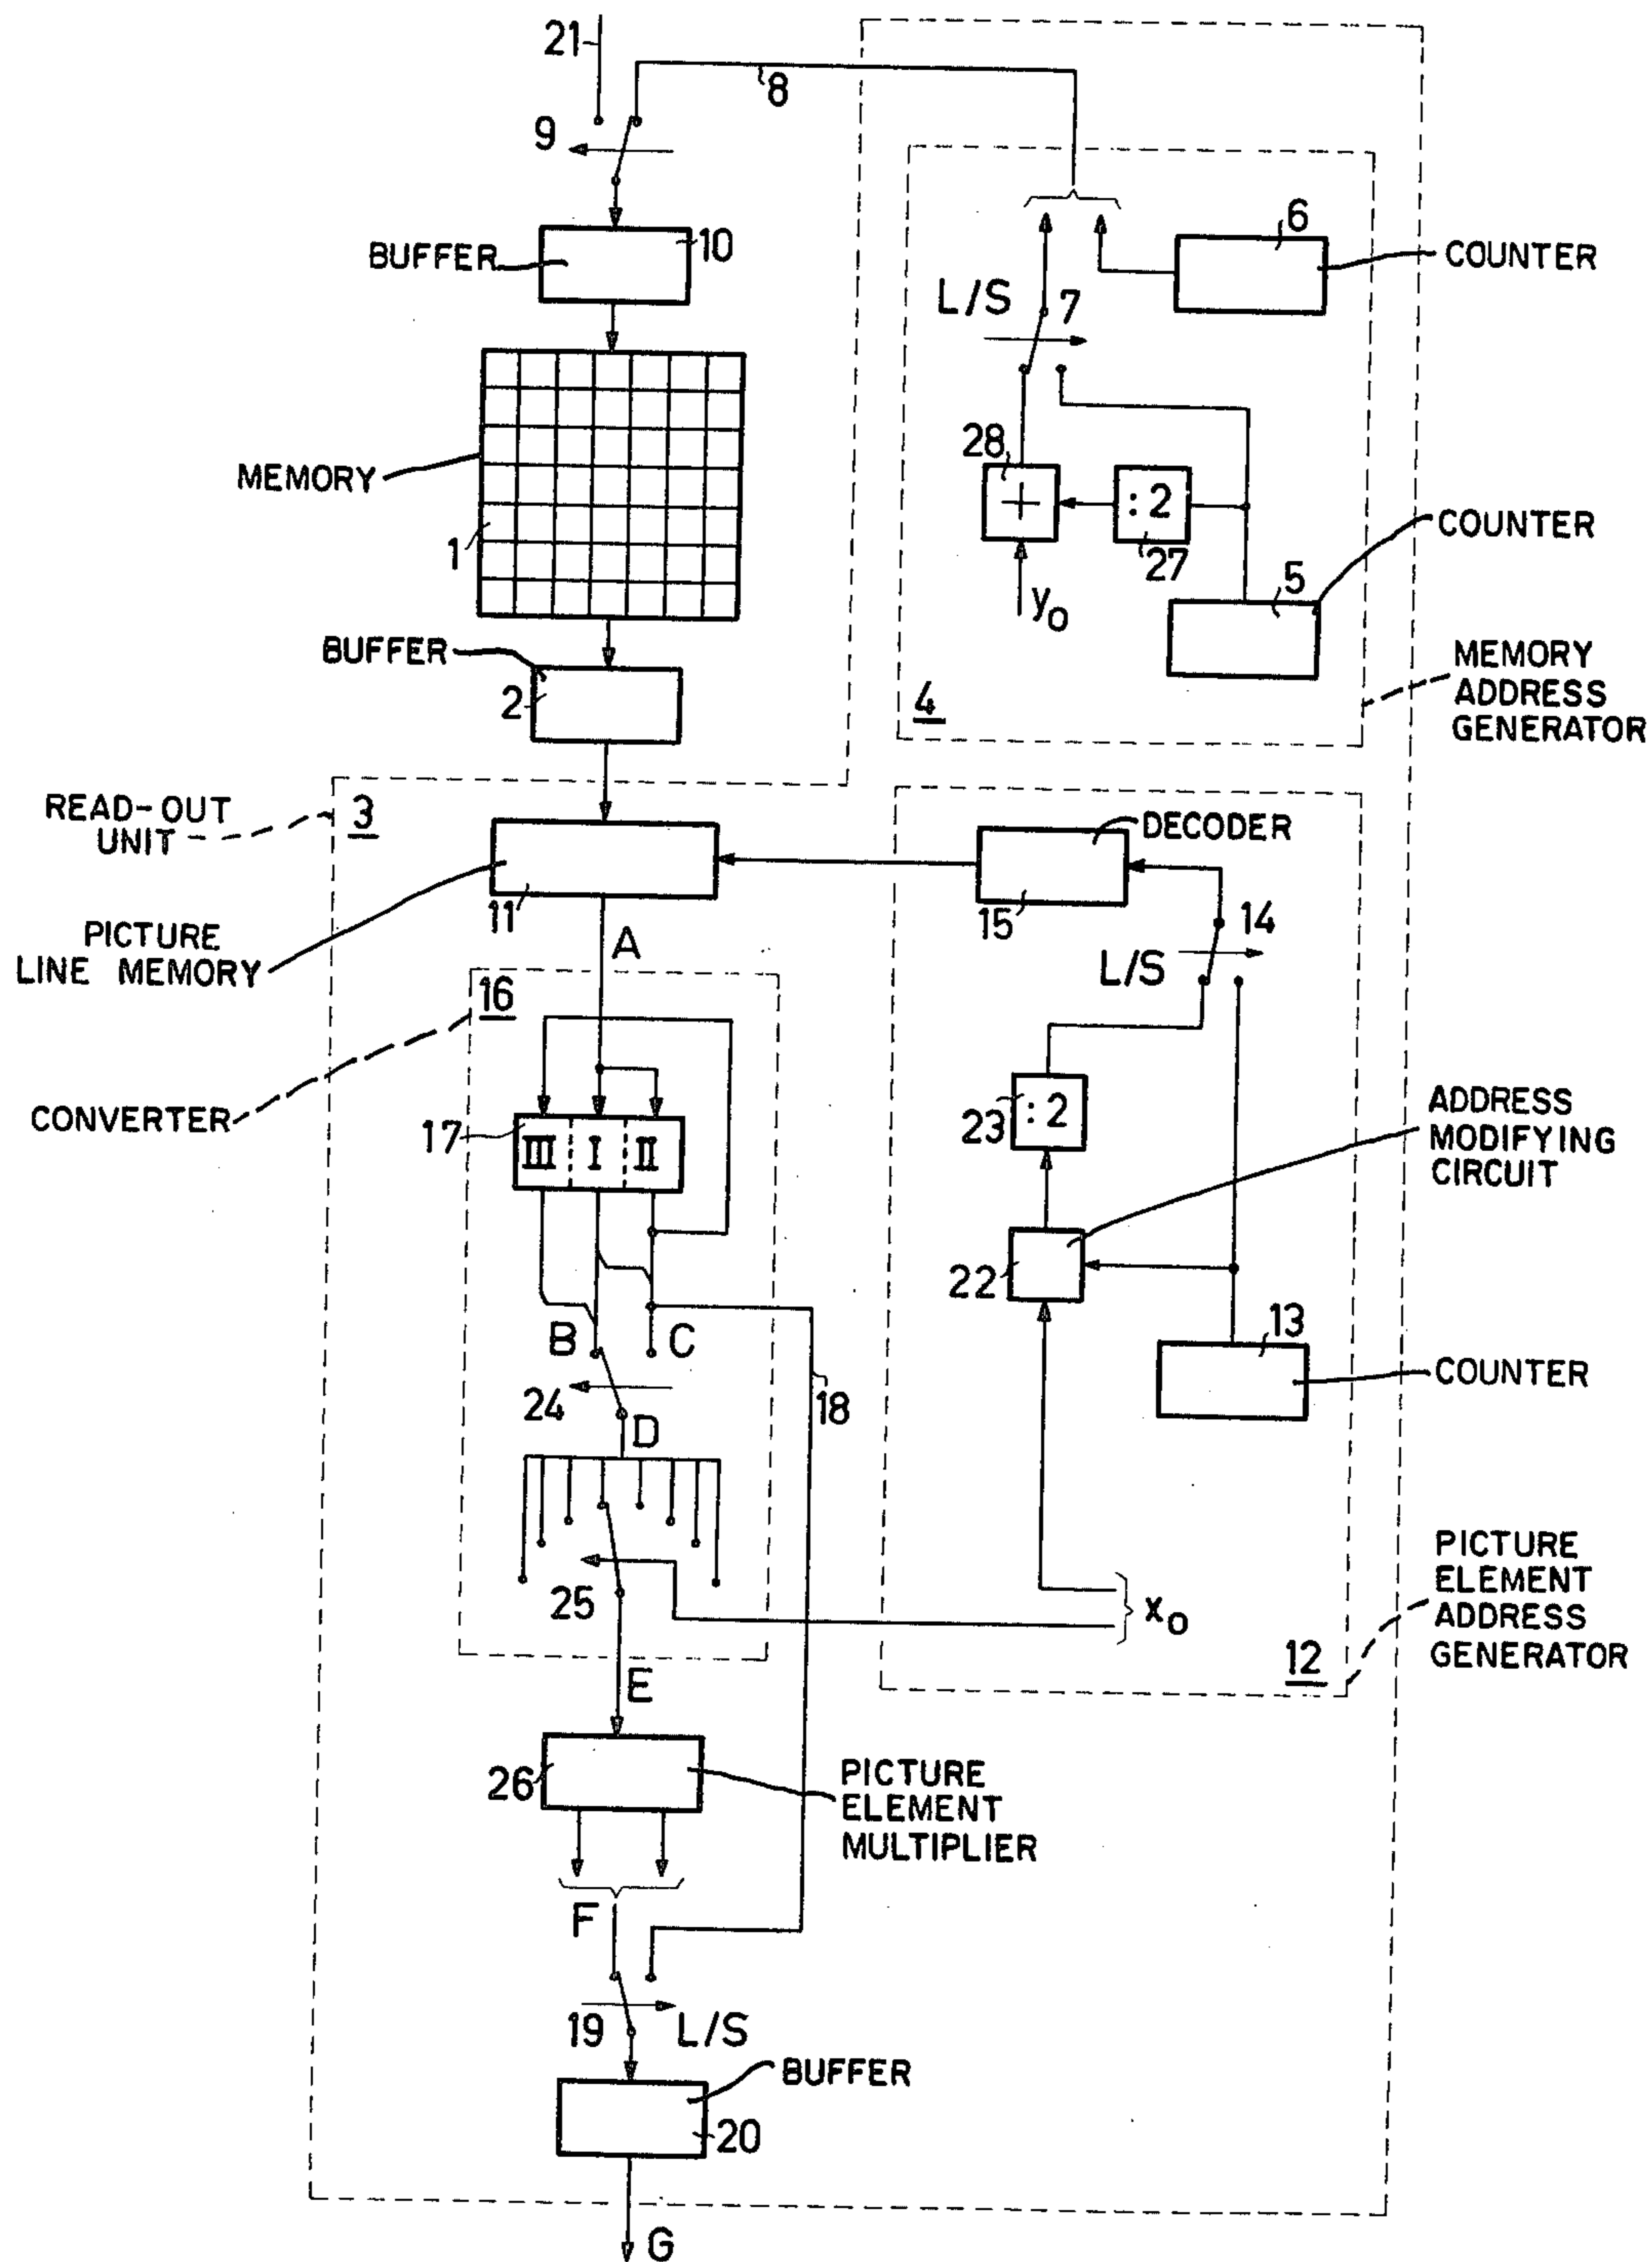 21
8
9
BUFFER
10
6
COUNTER
L/S
7
MEMORY
1
28
+
: 2
27
COUNTER
5
y₀
BUFFER
2
4
MEMORY
ADDRESS
GENERATOR
READ-OUT
UNIT
3
DECODER
15
11
14
L/S
PICTURE
LINE MEMORY
A
16
CONVERTER
17
III
I
II
23
: 2
ADDRESS
MODIFYING
CIRCUIT
22
B
C
13
COUNTER
24
18
D
25
x₀
PICTURE
ELEMENT
ADDRESS
GENERATOR
12
E
26
PICTURE
ELEMENT
MULTIPLIER
F
19
L/S
BUFFER
20
G